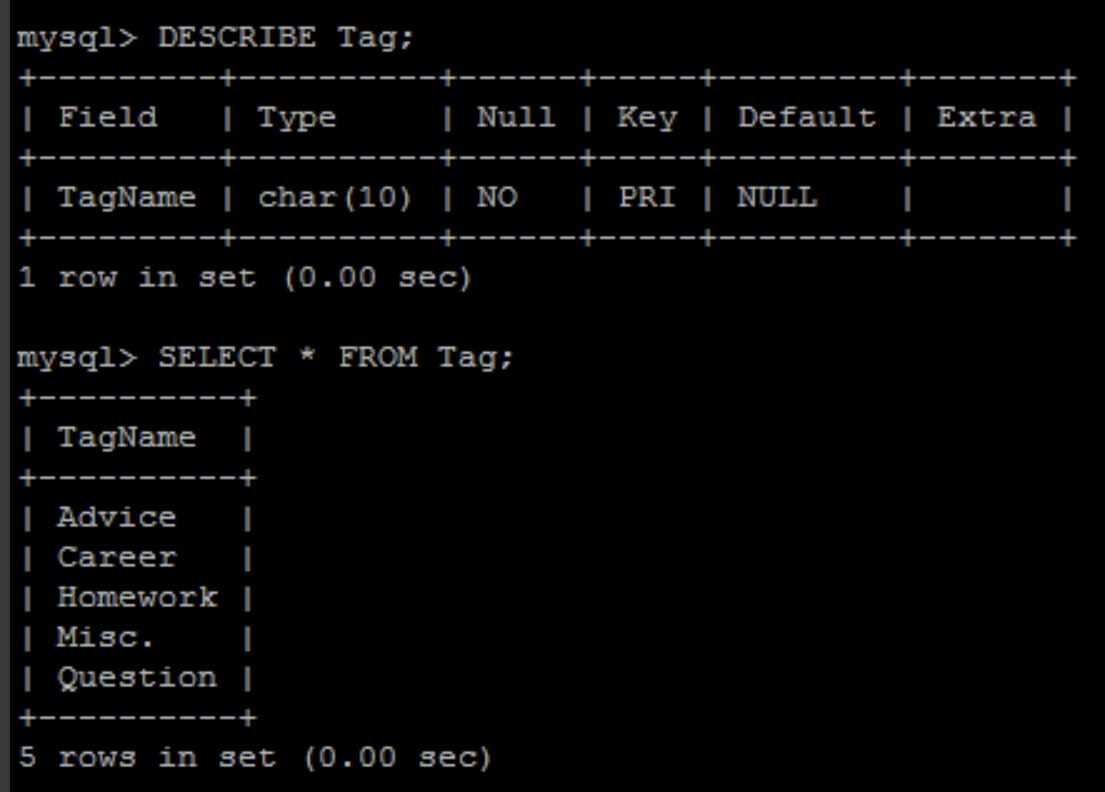 mysql> DESCRIBE Tag;
+---------+----------+------+-----+---------+-------+
| Field   | Type     | Null | Key | Default | Extra |
+---------+----------+------+-----+---------+-------+
| TagName | char(10) | NO   | PRI | NULL    |       |
+---------+----------+------+-----+---------+-------+
1 row in set (0.00 sec)

mysql> SELECT * FROM Tag;
+----------+
| TagName  |
+----------+
| Advice   |
| Career   |
| Homework |
| Misc.    |
| Question |
+----------+
5 rows in set (0.00 sec)